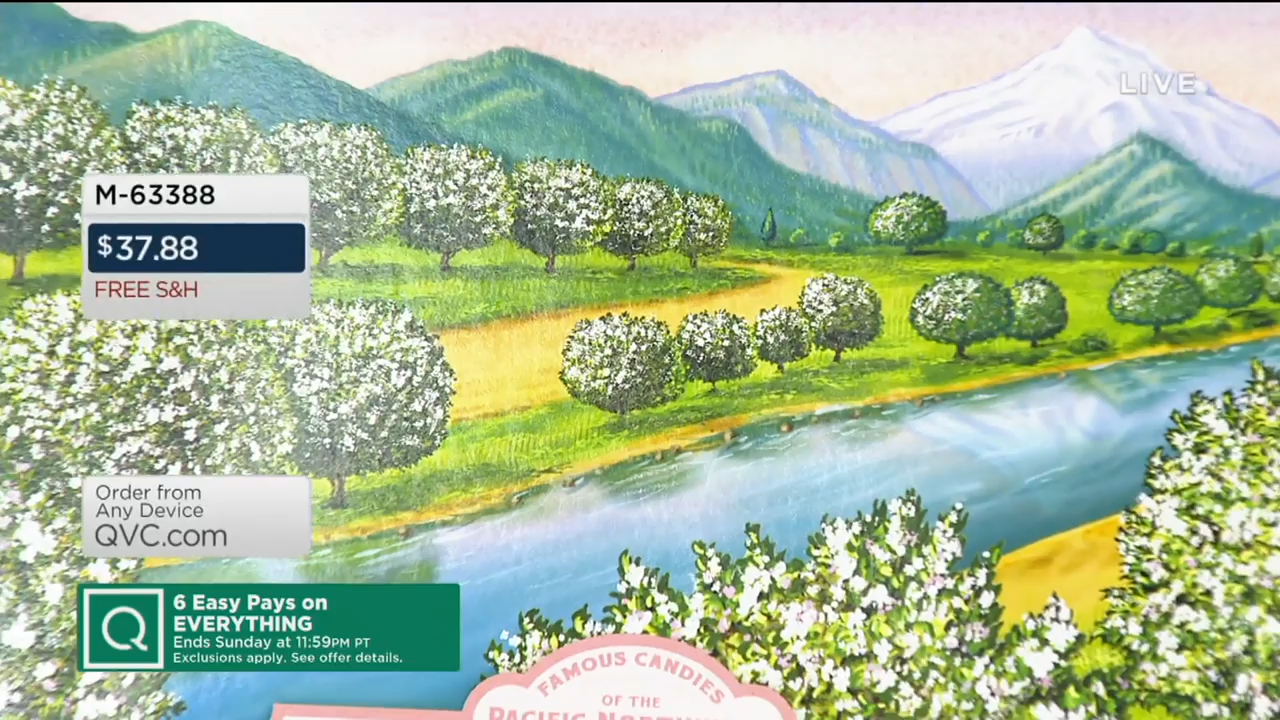 LIVE
M-63388
$37.88
FREE S&H
Order from
Any Device
QVC.com
Q
6 Easy Pays on
EVERYTHING
Ends Sunday at 11:59PM PT
Exclusions apply. See offer details.
FAMOUS CANDIES
OF THE
PACIFIC